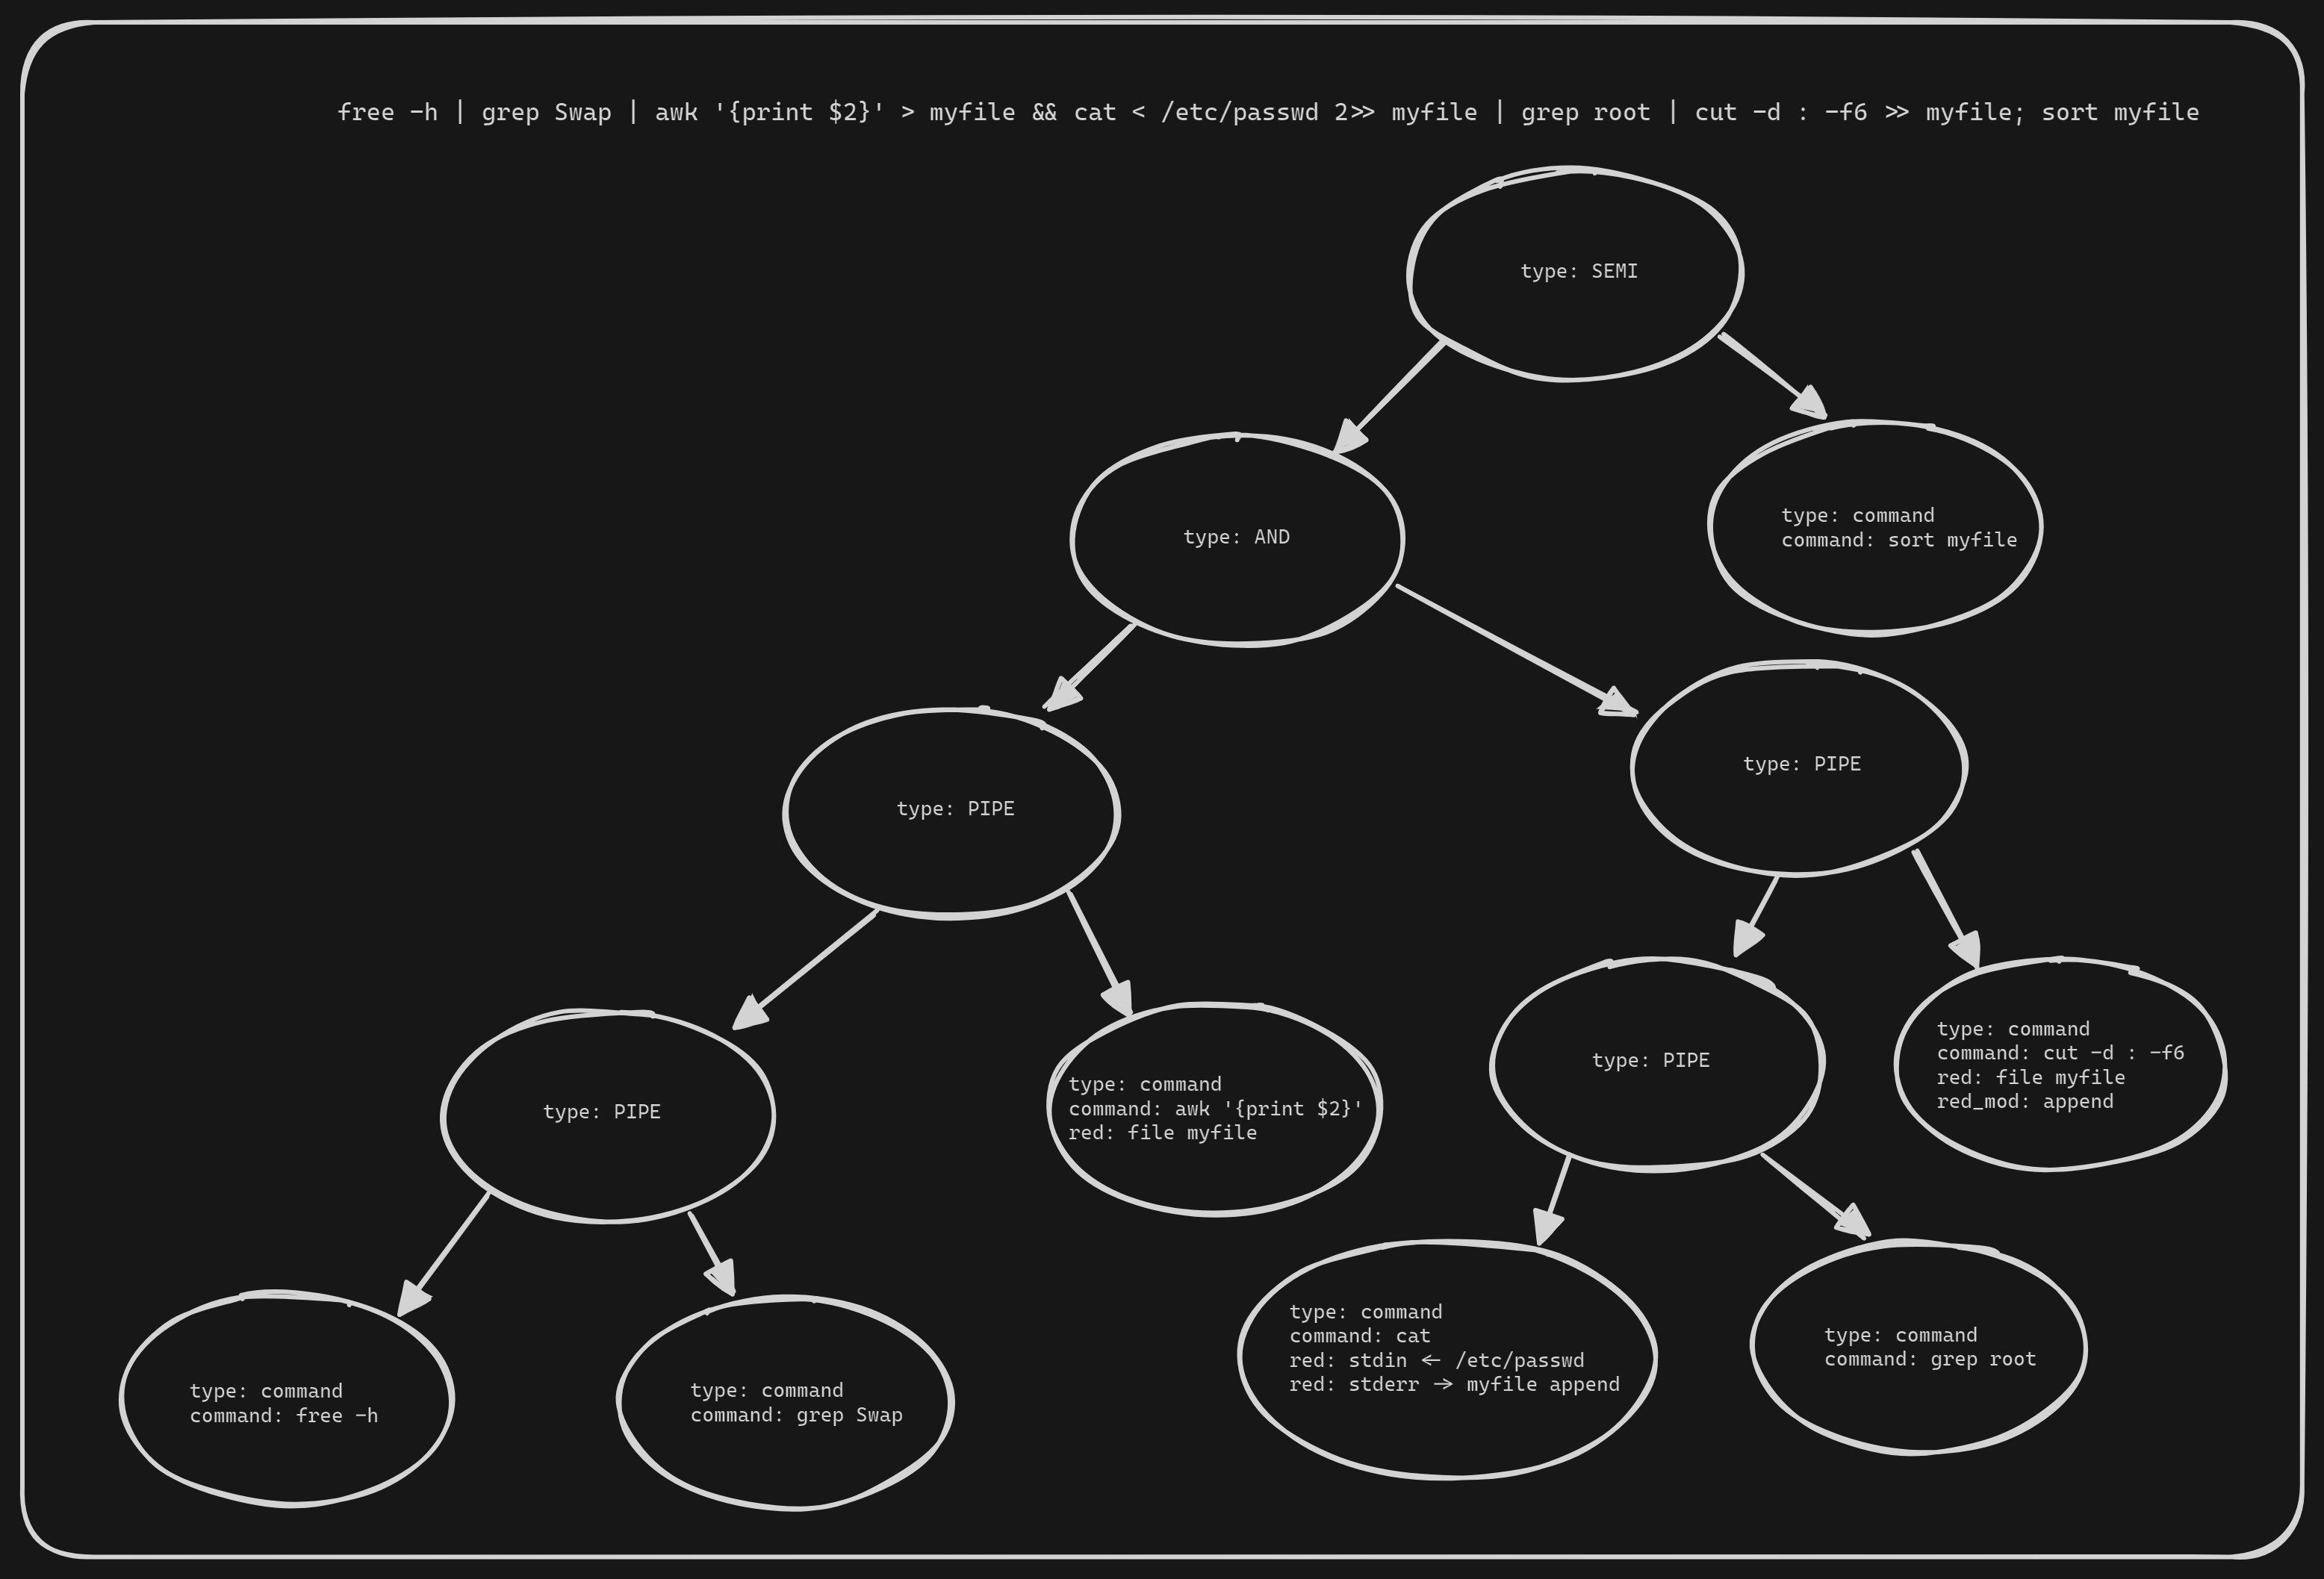 free -h | grep Swap | awk '{print $2}' > myfile && cat < /etc/passwd 2>> myfile | grep root | cut -d : -f6 >> myfile; sort myfile
type: SEMI
type: AND
type: command
command: sort myfile
type: PIPE
type: PIPE
type: PIPE
type: command
command: awk '{print $2}'
red: file myfile
type: PIPE
type: command
command: cut -d : -f6
red: file myfile
red_mod: append
type: command
command: free -h
type: command
command: grep Swap
type: command
command: cat
red: stdin <- /etc/passwd
red: stderr -> myfile append
type: command
command: grep root